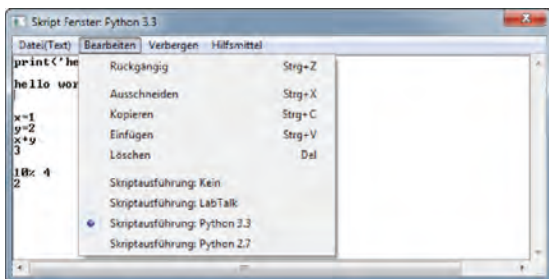 Skript Fenster: Python 3.3
Datei(Text) Bearbeiten Verbergen Hilfsmittel
print('he
hello wor
x=1
y=2
x+y
3
10% 4
2
Rückgängig Strg+Z
Ausschneiden Strg+X
Kopieren Strg+C
Einfügen Strg+V
Löschen Del
Skriptausführung: Kein
Skriptausführung: LabTalk
Skriptausführung: Python 3.3
Skriptausführung: Python 2.7